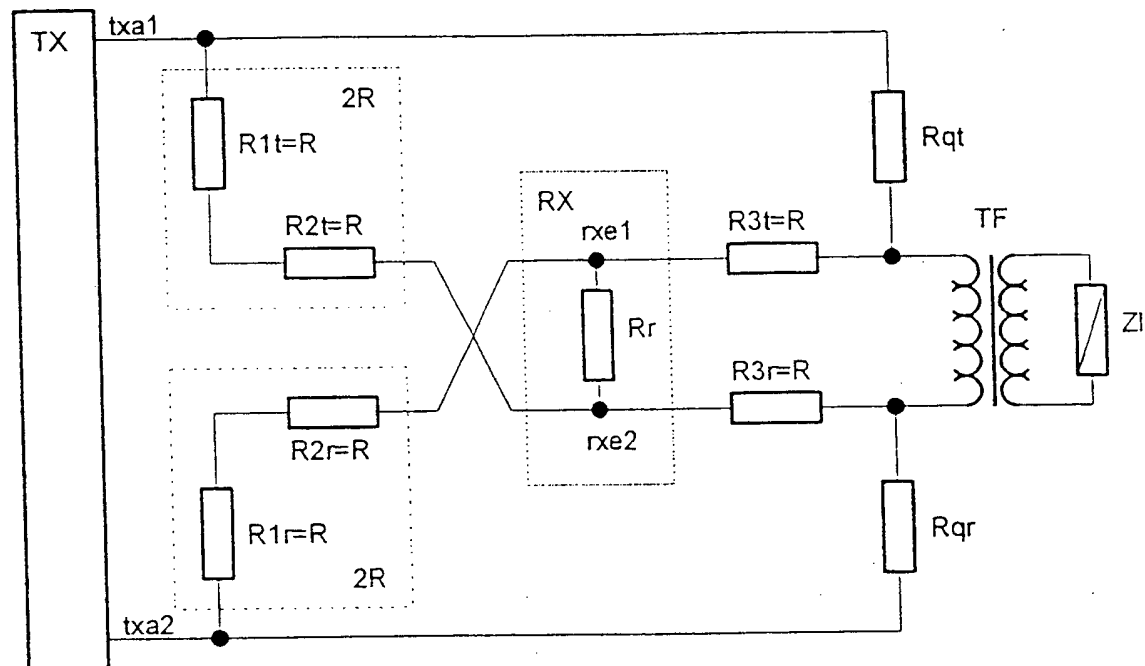 TX
txa1
2R
R1t=R
R2t=R
Rqt
RX
rxe1
R3t=R
TF
Rr
Zl
R3r=R
R2r=R
rxe2
R1r=R
Rqr
2R
txa2